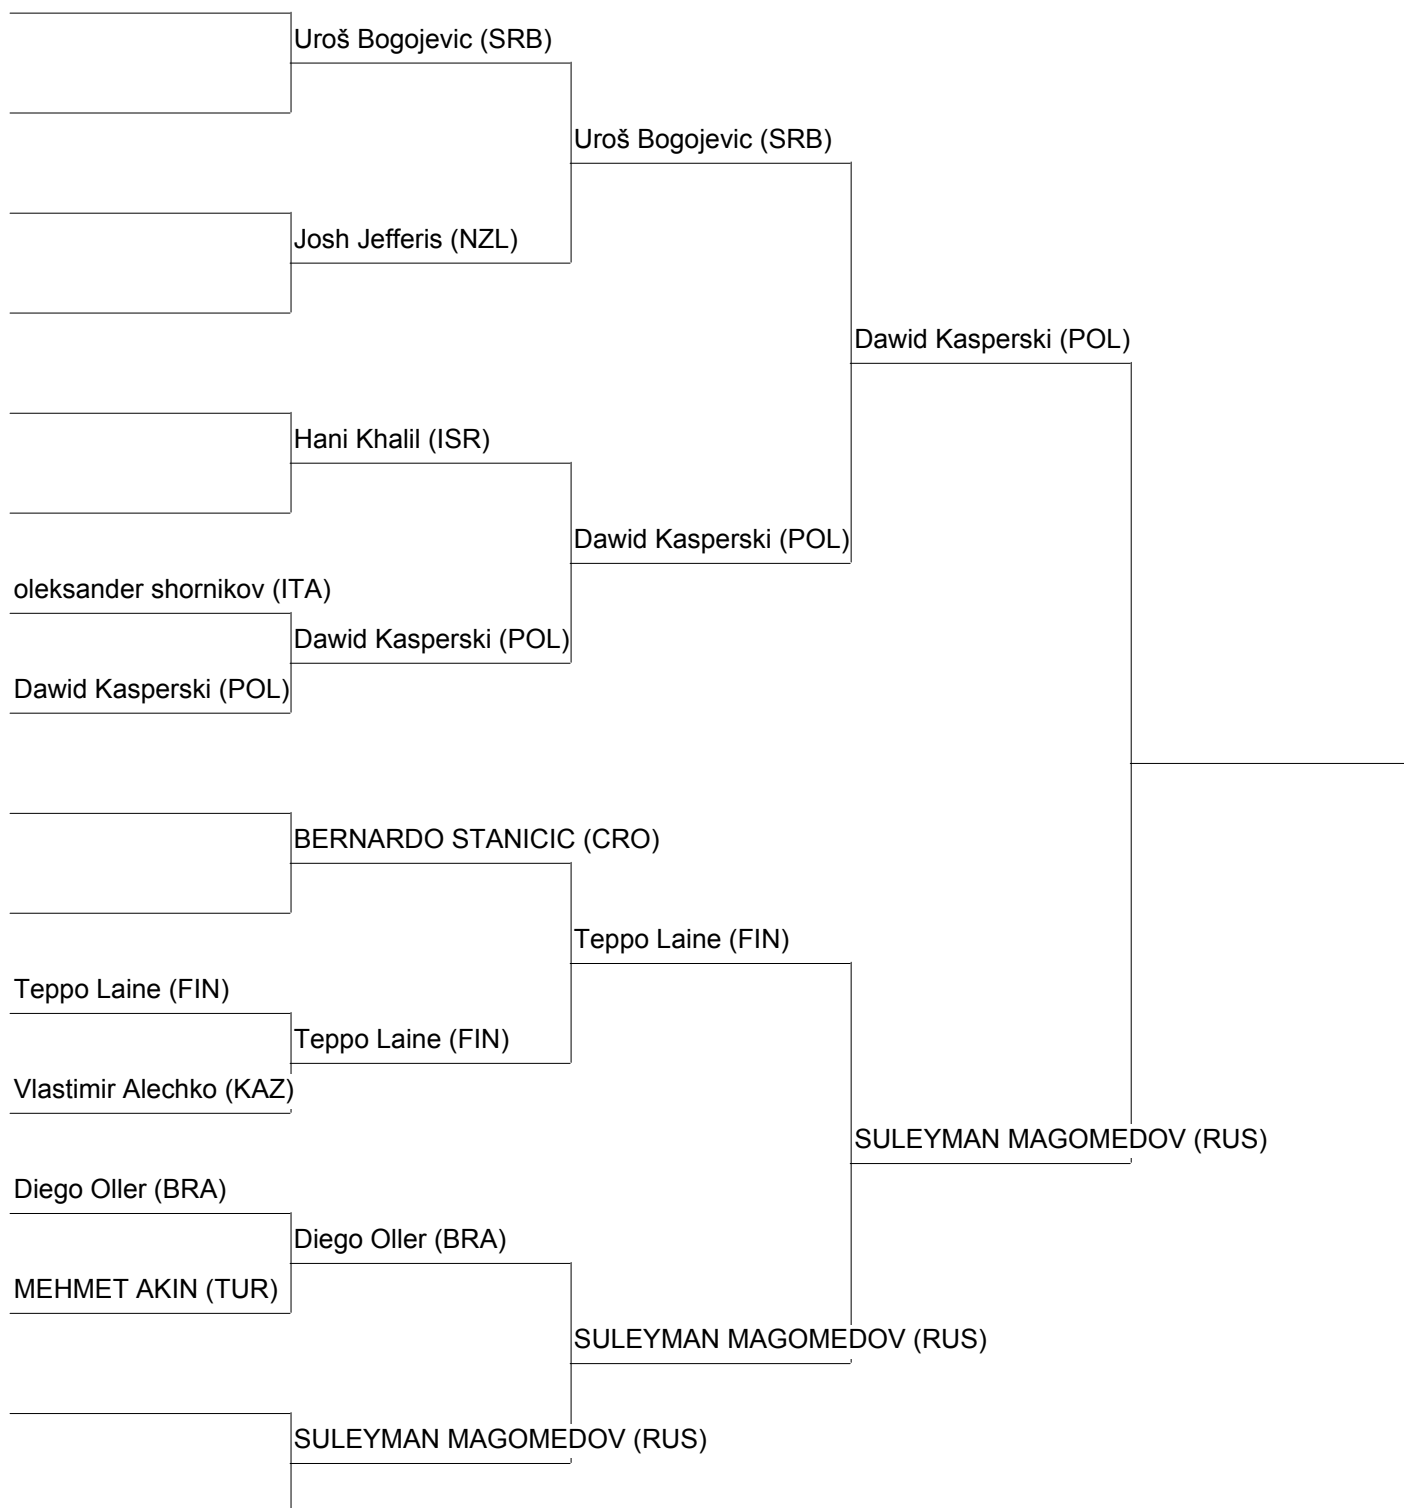 Uroš Bogojevic (SRB)
Uroš Bogojevic (SRB)
Josh Jefferis (NZL)
Dawid Kasperski (POL)
Hani Khalil (ISR)
Dawid Kasperski (POL)
oleksander shornikov (ITA)
Dawid Kasperski (POL)
Dawid Kasperski (POL)
BERNARDO STANICIC (CRO)
Teppo Laine (FIN)
Teppo Laine (FIN)
Teppo Laine (FIN)
Vlastimir Alechko (KAZ)
SULEYMAN MAGOMEDOV (RUS)
Diego Oller (BRA)
Diego Oller (BRA)
MEHMET AKIN (TUR)
SULEYMAN MAGOMEDOV (RUS)
SULEYMAN MAGOMEDOV (RUS)